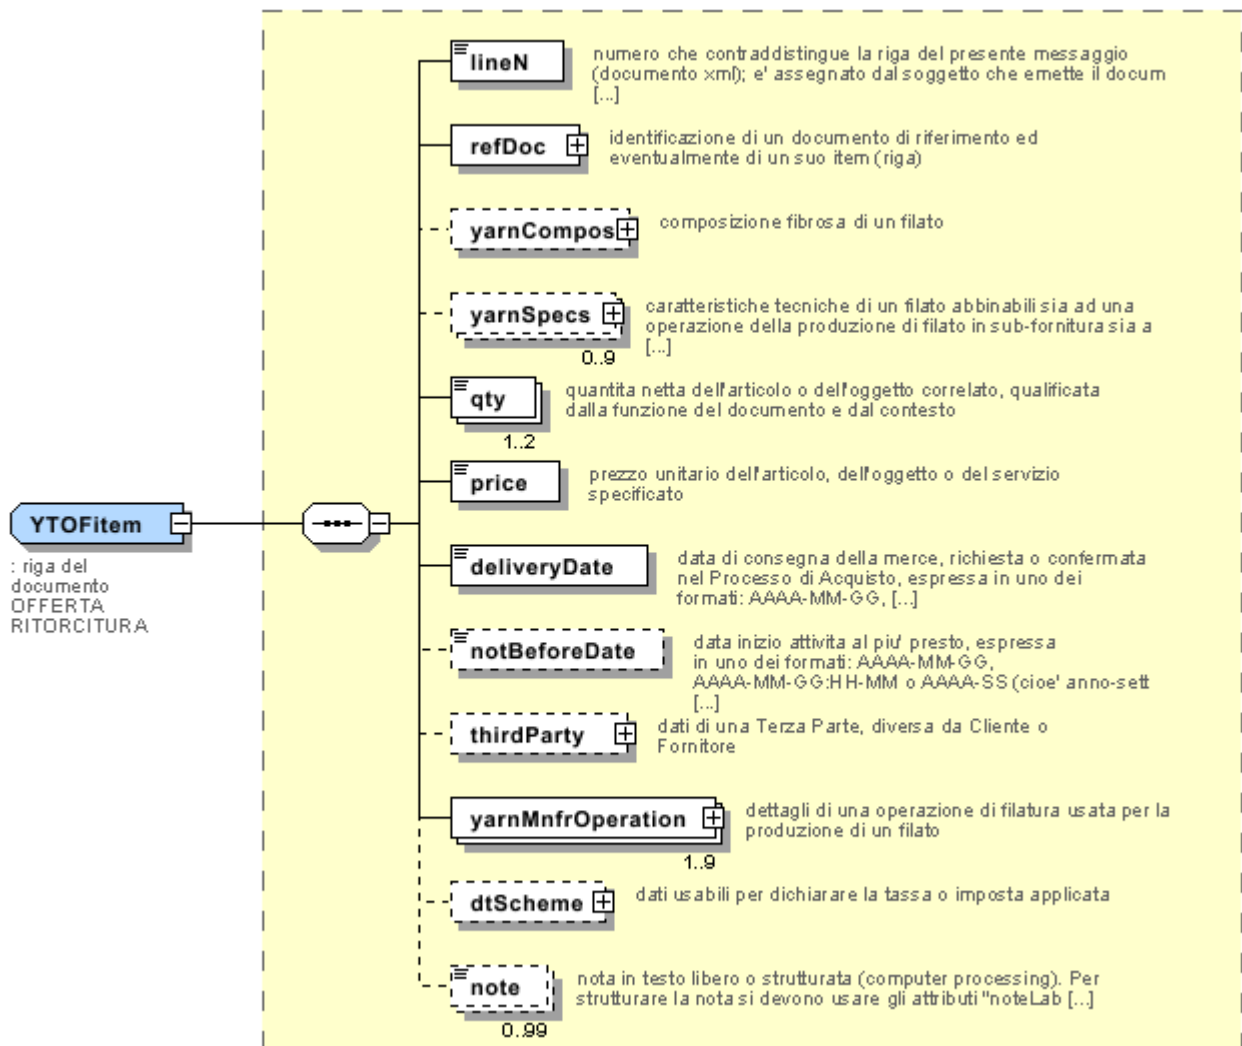 lineN
numero che contraddistingue la riga del presente messaggio
(documento xml); e' assegnato dal soggetto che emette il docum
[...]
refDoc
identificazione di un documento di riferimento ed
eventualmente di un suo item (riga)
yarnCompos
composizione fibrosa di un filato
yarnSpecs
0..9
caratteristiche tecniche di un filato abbinabili sia ad una
operazione della produzione di filato in sub-fornitura sia a
[...]
qty
1..2
quantita netta dell'articolo o dell'oggetto correlato, qualificata
dalla funzione del documento e dal contesto
price
prezzo unitario dell'articolo, dell'oggetto o del servizio
specificato
YTOFitem
: riga del
documento
OFFERTA
RITORCITURA
deliveryDate
data di consegna della merce, richiesta o confermata
nel Processo di Acquisto, espressa in uno dei
formati: AAAA-MM-GG, [...]
notBeforeDate
data inizio attivita al piu' presto, espressa
in uno dei formati: AAAA-MM-GG,
AAAA-MM-GG:HH-MM o AAAA-SS (cioe' anno-sett
[...]
thirdParty
dati di una Terza Parte, diversa da Cliente o
Fornitore
yarnMnfrOperation
1..9
dettagli di una operazione di filatura usata per la
produzione di un filato
dtScheme
dati usabili per dichiarare la tassa o imposta applicata
note
0..99
nota in testo libero o strutturata (computer processing). Per
strutturare la nota si devono usare gli attributi "noteLab [...]